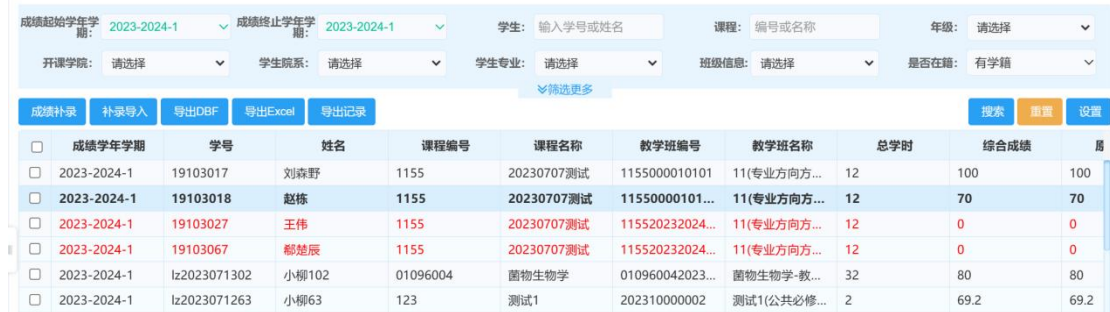 成绩起始学年学期: 2023-2024-1 成绩终止学年学期: 2023-2024-1 学生: 输入学号或姓名 课程: 编号或名称 年级: 请选择
开课学院: 请选择 学生院系: 请选择 学生专业: 请选择 班级信息: 请选择 是否在籍: 有学籍
筛选更多
成绩补录 补录导入 导出DBF 导出Excel 导出记录 搜索 重置 设置
成绩学年学期 学号 姓名 课程编号 课程名称 教学班编号 教学班名称 总学时 综合成绩
2023-2024-1 19103017 刘森野 1155 20230707测试 1155000010101 11(专业方向方... 12 100 100
2023-2024-1 19103018 赵栋 1155 20230707测试 11550000101... 11(专业方向方... 12 70 70
2023-2024-1 19103027 王伟 1155 20230707测试 115520232024... 11(专业方向方... 12 0 0
2023-2024-1 19103067 郗楚辰 1155 20230707测试 115520232024... 11(专业方向方... 12 0 0
2023-2024-1 lz2023071302 小柳102 01096004 菌物生物学 010960042023... 菌物生物学-教... 32 80 80
2023-2024-1 lz2023071263 小柳63 123 测试1 202310000002 测试1(公共必修... 2 69.2 69.2